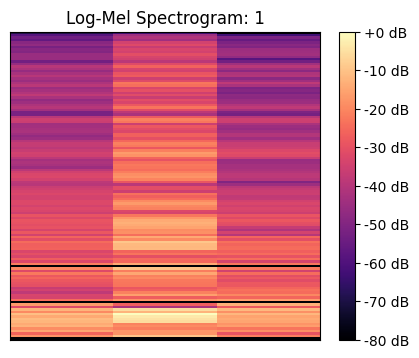 Log-Mel Spectrogram: 1
+0 dB
-10 dB
-20 dB
-30 dB
-40 dB
-50 dB
-60 dB
-70 dB
-80 dB